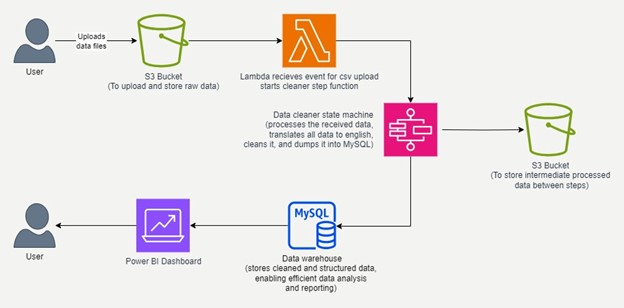 Uploads
data files
User
S3 Bucket
(To upload and store raw data)
Lambda recieves event for csv upload
starts cleaner step function
Data cleaner state machine
(processes the received data,
translates all data to english,
cleans it, and dumps it into MySQL)
S3 Bucket
(To store intermediate processed
data between steps)
User
Power BI Dashboard
MySQL
Data warehouse
(stores cleaned and structured data,
enabling efficient data analysis
and reporting)